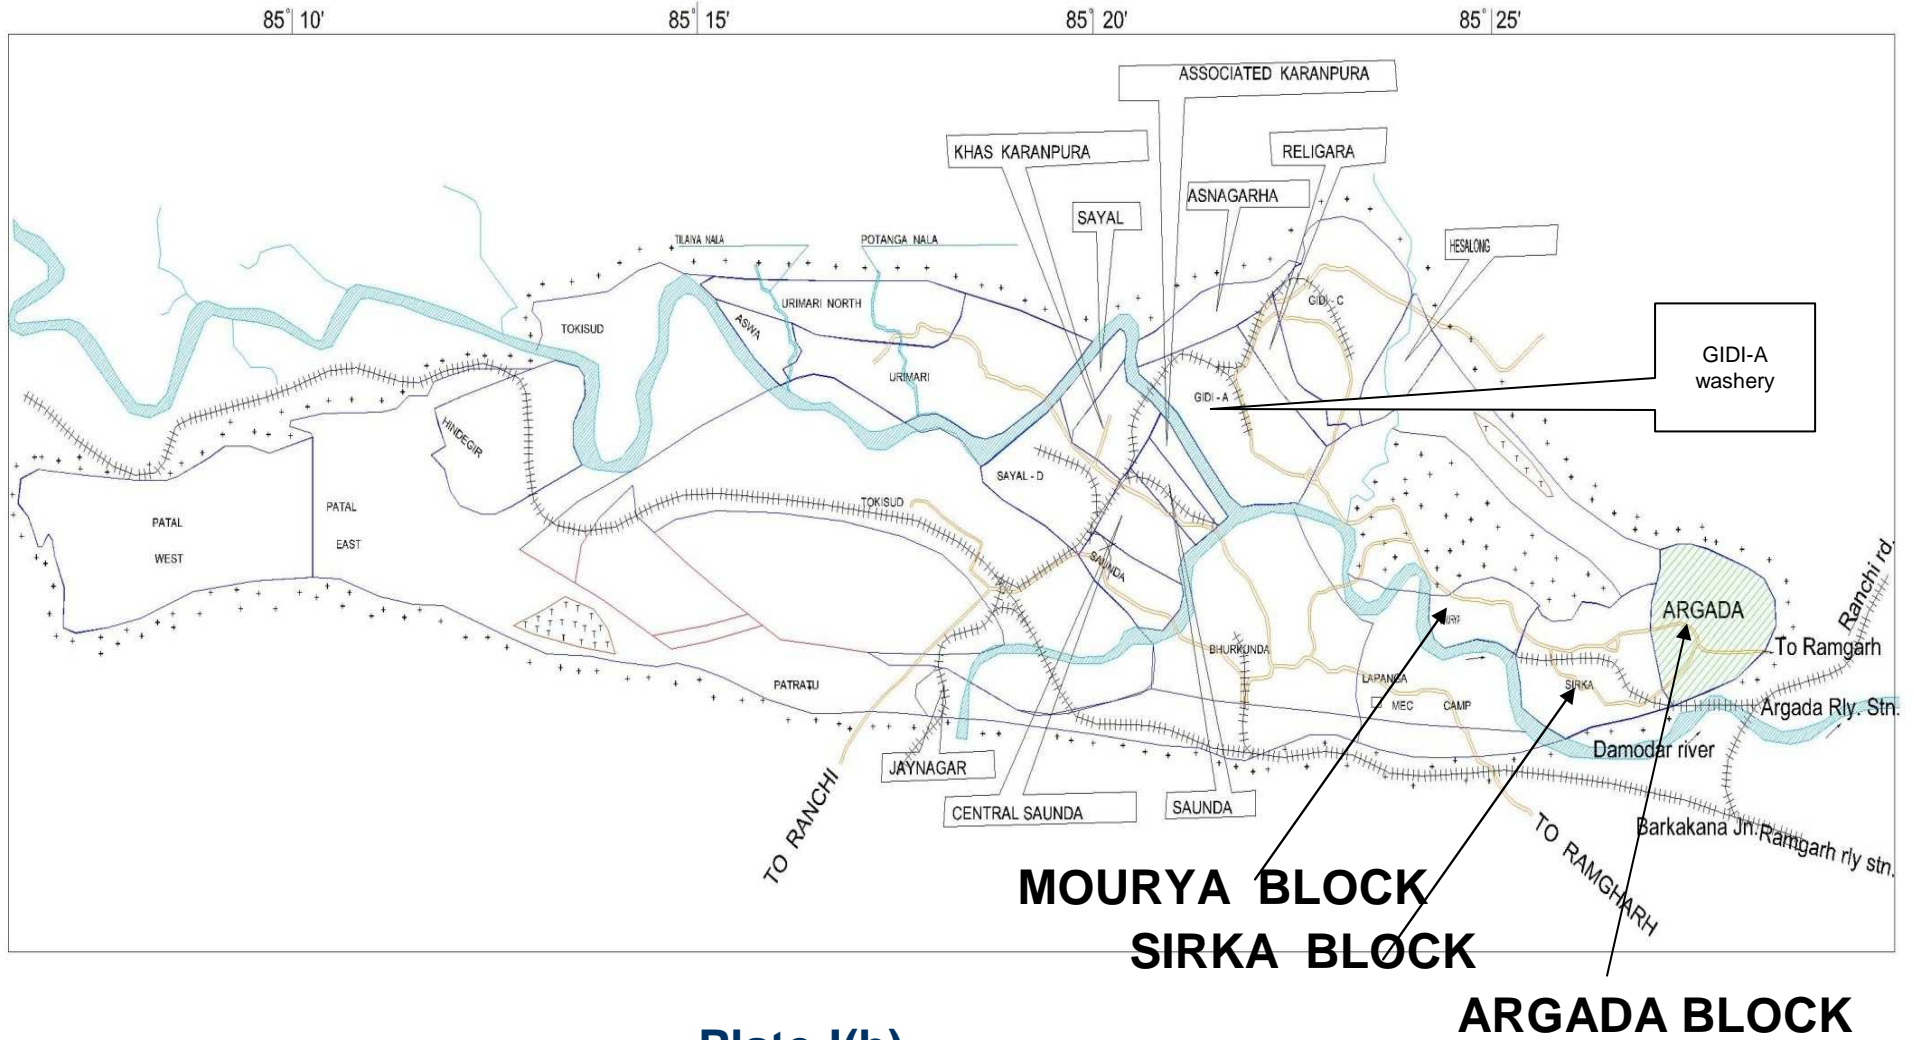 85° 10'
85° 15'
85° 20'
85° 25'
ASSOCIATED KARANPURA
KHAS KARANPURA
RELIGARA
ASNAGARHA
SAYAL
TILAIYA NALA
POTANGA NALA
HESALONG
URIMARI NORTH
GIDI - C
TOKISUD
ASWA
GIDI-A
washery
URIMARI
GIDI - A
HINDEGIR
SAYAL - D
TOKISUD
PATAL
WEST
PATAL
EAST
SAUNDA
ARGADA
Ranchi rd.
To Ramgarh
BHURKUNDA
LAPANGA
PATRATU
SIRKA
MEC CAMP
Argada Rly. Stn.
Damodar river
JAYNAGAR
CENTRAL SAUNDA
SAUNDA
TO RANCHI
TO RAMGHARH
Barkakana Jn.
Ramgarh rly stn.
MOURYA BLOCK
SIRKA BLOCK
ARGADA BLOCK